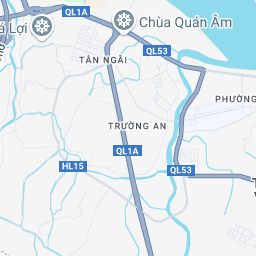 Chùa Quán Âm
Lợi
QL1A
QL53
TÂN NGÃI
PHƯỜNG
TRƯỜNG AN
QL1A
HL15
QL53